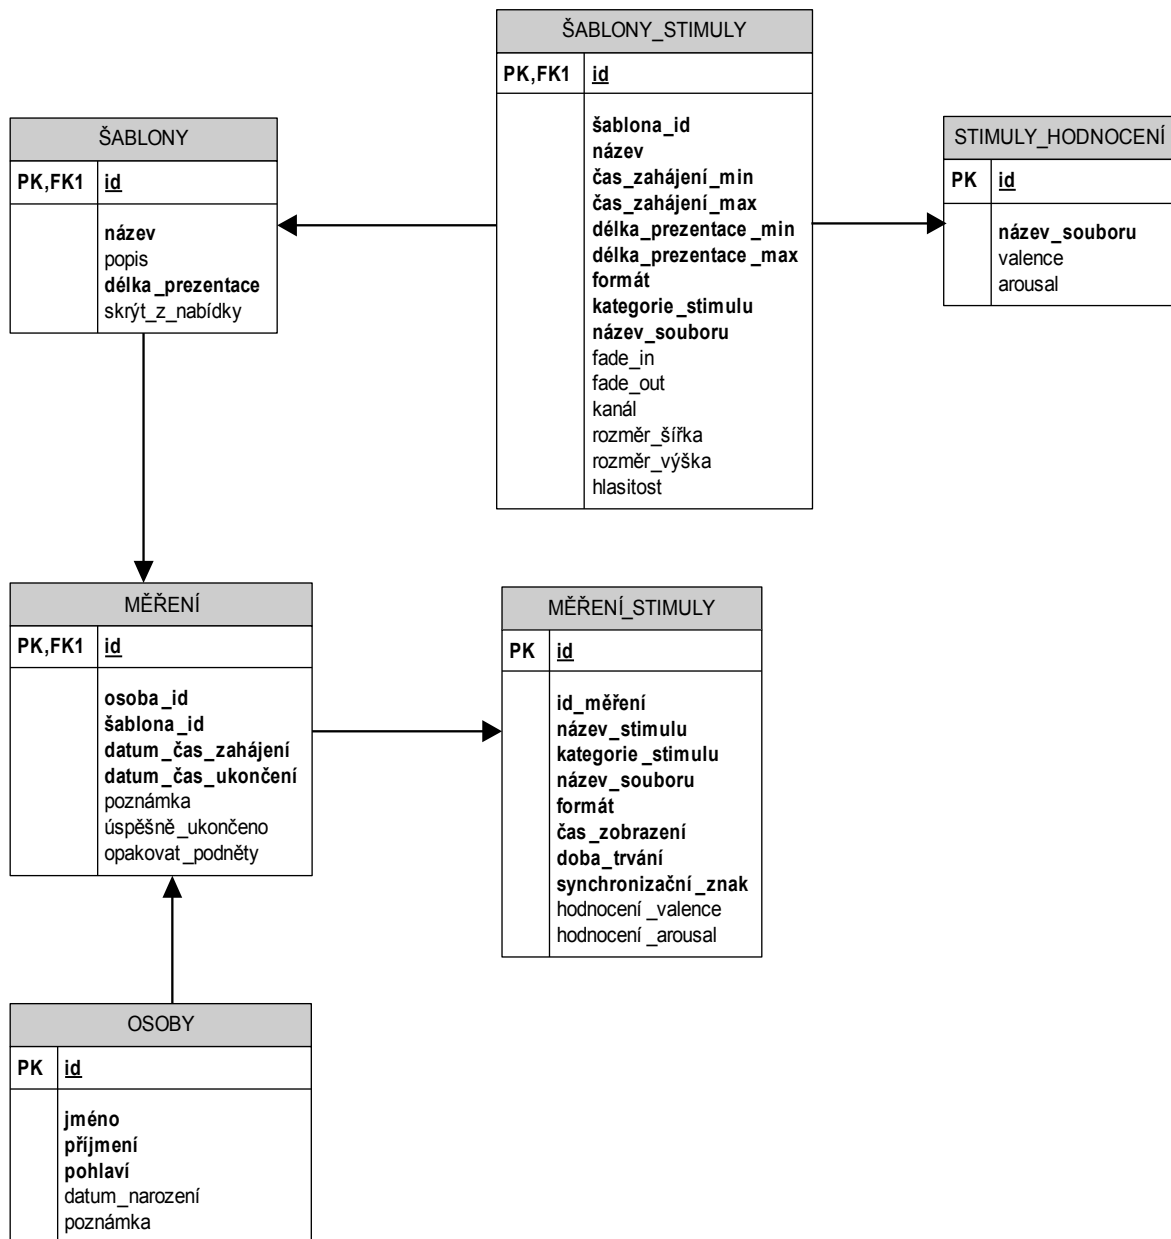 ŠABLONY_STIMULY
PK,FK1 id
šablona_id
název
čas_zahájení_min
čas_zahájení_max
délka_prezentace_min
délka_prezentace_max
formát
kategorie_stimulu
název_souboru
fade_in
fade_out
kanál
rozměr_šířka
rozměr_výška
hlasitost
ŠABLONY
PK,FK1 id
název
popis
délka_prezentace
skrýt_z_nabídky
STIMULY_HODNOCENÍ
PK id
název_souboru
valence
arousal
MĚŘENÍ
PK,FK1 id
osoba_id
šablona_id
datum_čas_zahájení
datum_čas_ukončení
poznámka
úspěšně_ukončeno
opakovat_podněty
MĚŘENÍ_STIMULY
PK id
id_měření
název_stimulu
kategorie_stimulu
název_souboru
formát
čas_zobrazení
doba_trvání
synchronizační_znak
hodnocení_valence
hodnocení_arousal
OSOBY
PK id
jméno
příjmení
pohlaví
datum_narození
poznámka